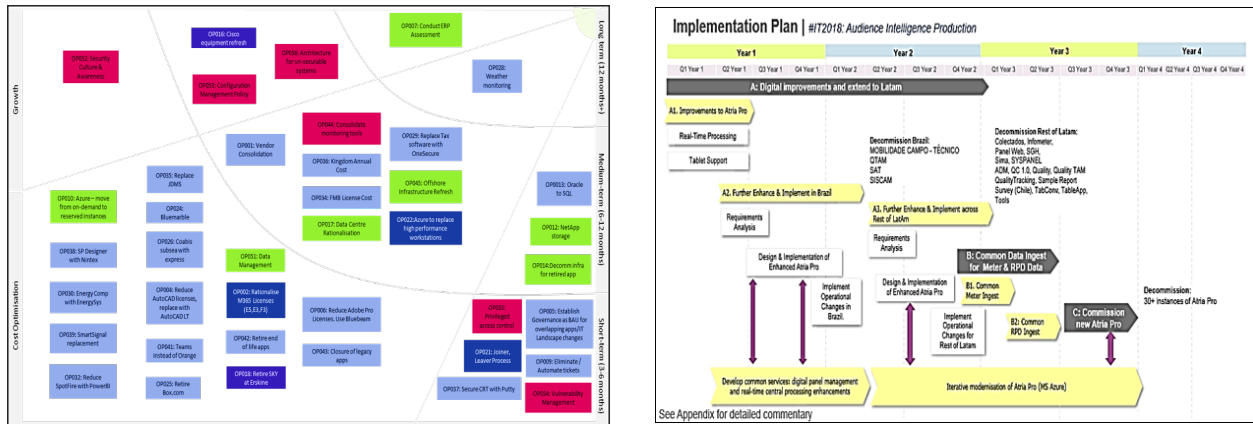 OP007: Conduct ERP
Assessment
OP016: Cisco
equipment refresh
Security
Culture &
Awareness
Architecture
for un-securable
systems
Configuration
Management Policy
OP028:
Weather
monitoring
Long term (12 months+)
Growth
OP044: Consolidate
monitoring tools
OP001: Vendor
Consolidation
OP029: Replace Tax
software with
OneSecure
OP036: Kingdom Annual
Cost
OP035: Replace
JDMS
OP045: Offshore
Infrastructure Refresh
OP0013: Oracle
to SQL
OP034: FMB License Cost
OP010: Azure – move
from on-demand to
reserved instances
OP024:
Bluemarble
OP017: Data Centre
Rationalisation
OP022: Azure to replace
high performance
workstations
OP012: NetApp
storage
Medium-term (6-12 months)
OP038: SP Designer
with Nintex
OP026: Coabis
subsea with
express
OP051: Data
Management
OP014: Decomm infra
for retired app
OP030: Energy Comp
with EnergySys
OP008: Reduce
AutoCAD licenses,
replace with
AutoCAD LT
OP002: Rationalise
M365 Licenses
(E5,E3,F3)
OP006: Reduce Adobe Pro
Licenses. Use Bluebeam
Privileged
access control
OP005: Establish
Governance as BAU for
overlapping apps/IT
Landscape changes
Cost Optimisation
OP039: SmartSignal
replacement
OP041: Teams
instead of Orange
OP042: Retire end
of life apps
OP043: Closure of legacy
apps
OP021: Joiner,
Leaver Process
OP009: Eliminate /
Automate tickets
OP032: Reduce
SpotFire with PowerBI
OP025: Retire
Box.com
OP018: Retire SKY
at Erskine
OP037: Secure CRT with Putty
Vulnerability
Management
Short-term (3-6 months)
Implementation Plan | #IT2018: Audience Intelligence Production
Year 1 Year 2 Year 3 Year 4
Q1 Year 1 Q2 Year 1 Q3 Year 1 Q4 Year 1 Q1 Year 2 Q2 Year 2 Q3 Year 2 Q4 Year 2 Q1 Year 3 Q2 Year 3 Q3 Year 3 Q4 Year 3 Q1 Year 4 Q2 Year 4 Q3 Year 4 Q4 Year 4
A: Digital improvements and extend to Latam
A1. Improvements to Atria Pro
Real-Time Processing
Tablet Support
Decommission Brazil:
MOBILIDADE CAMPO – TÉCNICO
QTAM
SAT
SISCAM
Decommission Rest of Latam:
Colectados, Infometer,
Panel Web, SGH,
Sima, SYSPANEL
ADM, QC 1.0, Quality, Quality TAM
QualityTracking, Sample Report
Survey (Chile), TabConv, TableApp,
Tools
A2. Further Enhance & Implement in Brazil
A3. Further Enhance & Implement across
Rest of LatAm
Requirements
Analysis
Requirements
Analysis
Design & Implementation
of Enhanced Atria Pro
B: Common Data Ingest
for Meter & RPD Data
Decommission:
30+ instances of Atria Pro
Implement
Operational
Changes in
Brazil.
Design & Implementation
of Enhanced Atria Pro
B1. Common
Meter Ingest
Implement
Operational
Changes for
Rest of Latam
B2: Common
RPD Ingest
C: Commission
new Atria Pro
Develop common services: digital panel management
and real-time central processing enhancements
Iterative modernisation of Atria Pro (MS Azure)
See Appendix for detailed commentary